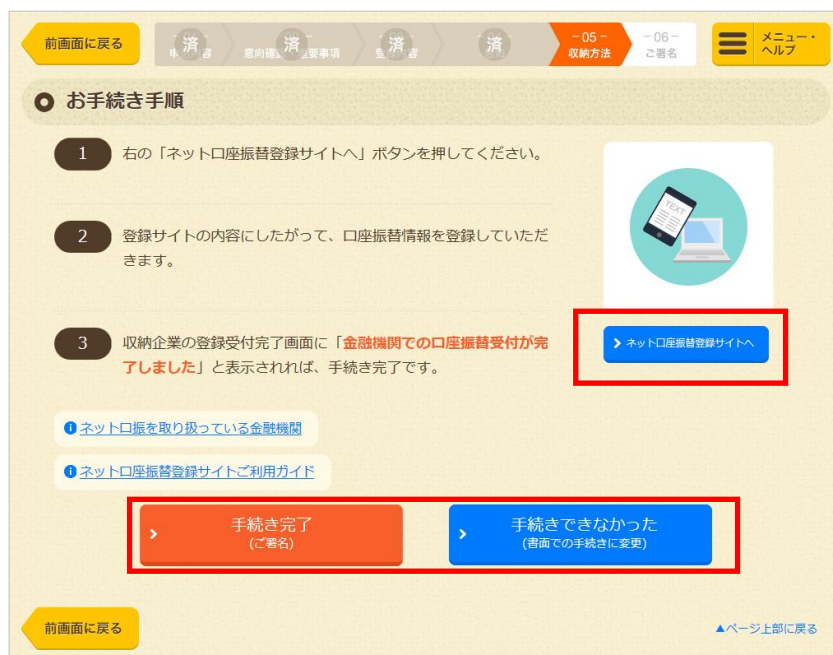 前画面に戻る
済
意向確 済 要事項
済
済
-05-
収納方法
-06-
ご署名
メニュー・
ヘルプ
お手続き手順
1 右の「ネット口座振替登録サイトへ」ボタンを押してください。
TEXT
2 登録サイトの内容にしたがって、口座振替情報を登録していただ
きます。
3 収納企業の登録受付完了画面に「金融機関での口座振替受付が完
了しました」と表示されれば、手続き完了です。
ネット口座振替登録サイトへ
ネット口振を取り扱っている金融機関
ネット口座振替登録サイトご利用ガイド
手続き完了
(ご署名)
手続きできなかった
(書面での手続きに変更)
前画面に戻る
▲ページ上部に戻る